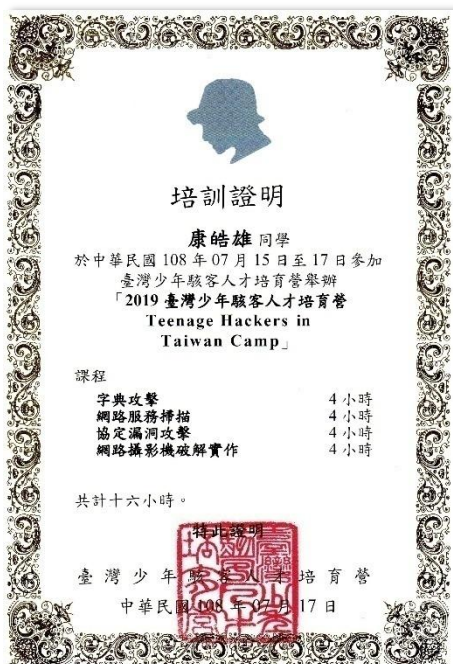 培訓證明
康皓雄 同學
於中華民國 108 年 07 月 15 日至 17 日參加
臺灣少年駭客人才培育營舉辦
「2019 臺灣少年駭客人才培育營
Teenage Hackers in
Taiwan Camp」
課程
字典攻擊 4 小時
網路服務掃描 4 小時
協定漏洞攻擊 4 小時
網路攝影機破解實作 4 小時
共計十六小時。
特此證明
臺灣少年駭客人才培育營
中華民國 108 年 07 月 17 日